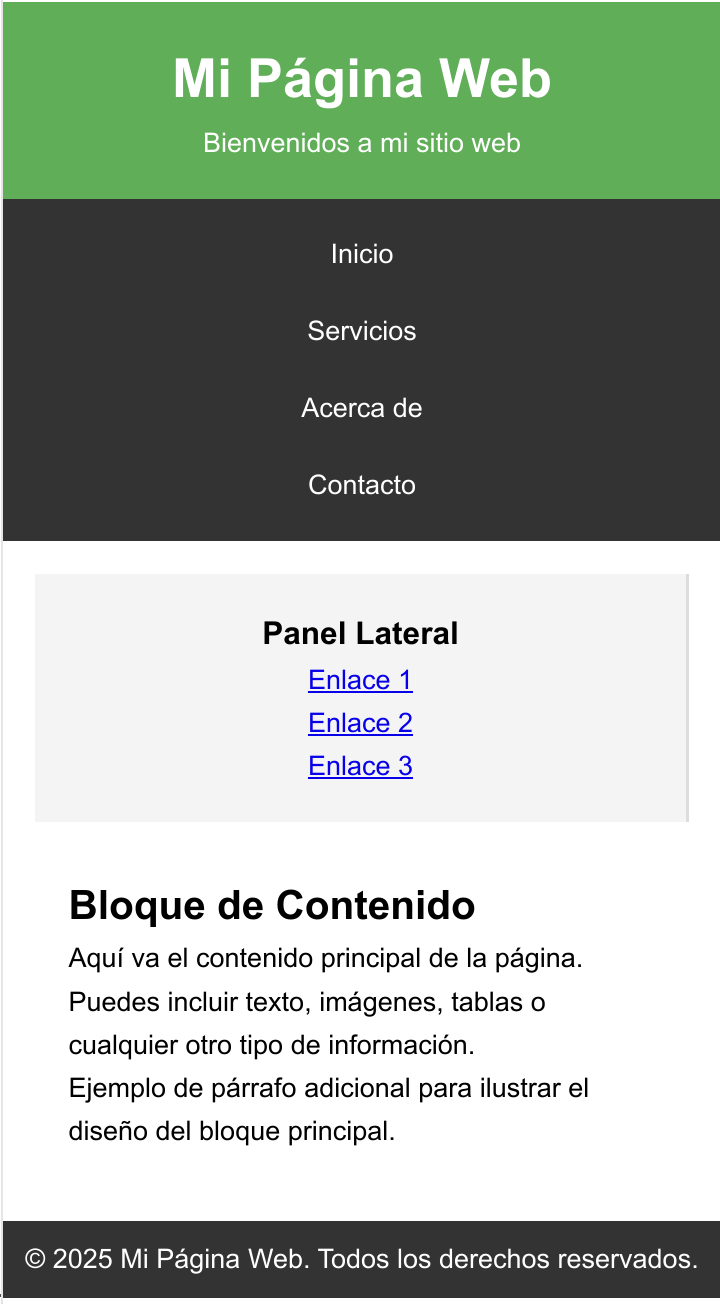 Mi Página Web
Bienvenidos a mi sitio web
Inicio
Servicios
Acerca de
Contacto
Panel Lateral
Enlace 1
Enlace 2
Enlace 3
Bloque de Contenido
Aquí va el contenido principal de la página.
Puedes incluir texto, imágenes, tablas o
cualquier otro tipo de información.
Ejemplo de párrafo adicional para ilustrar el
diseño del bloque principal.
© 2025 Mi Página Web. Todos los derechos reservados.